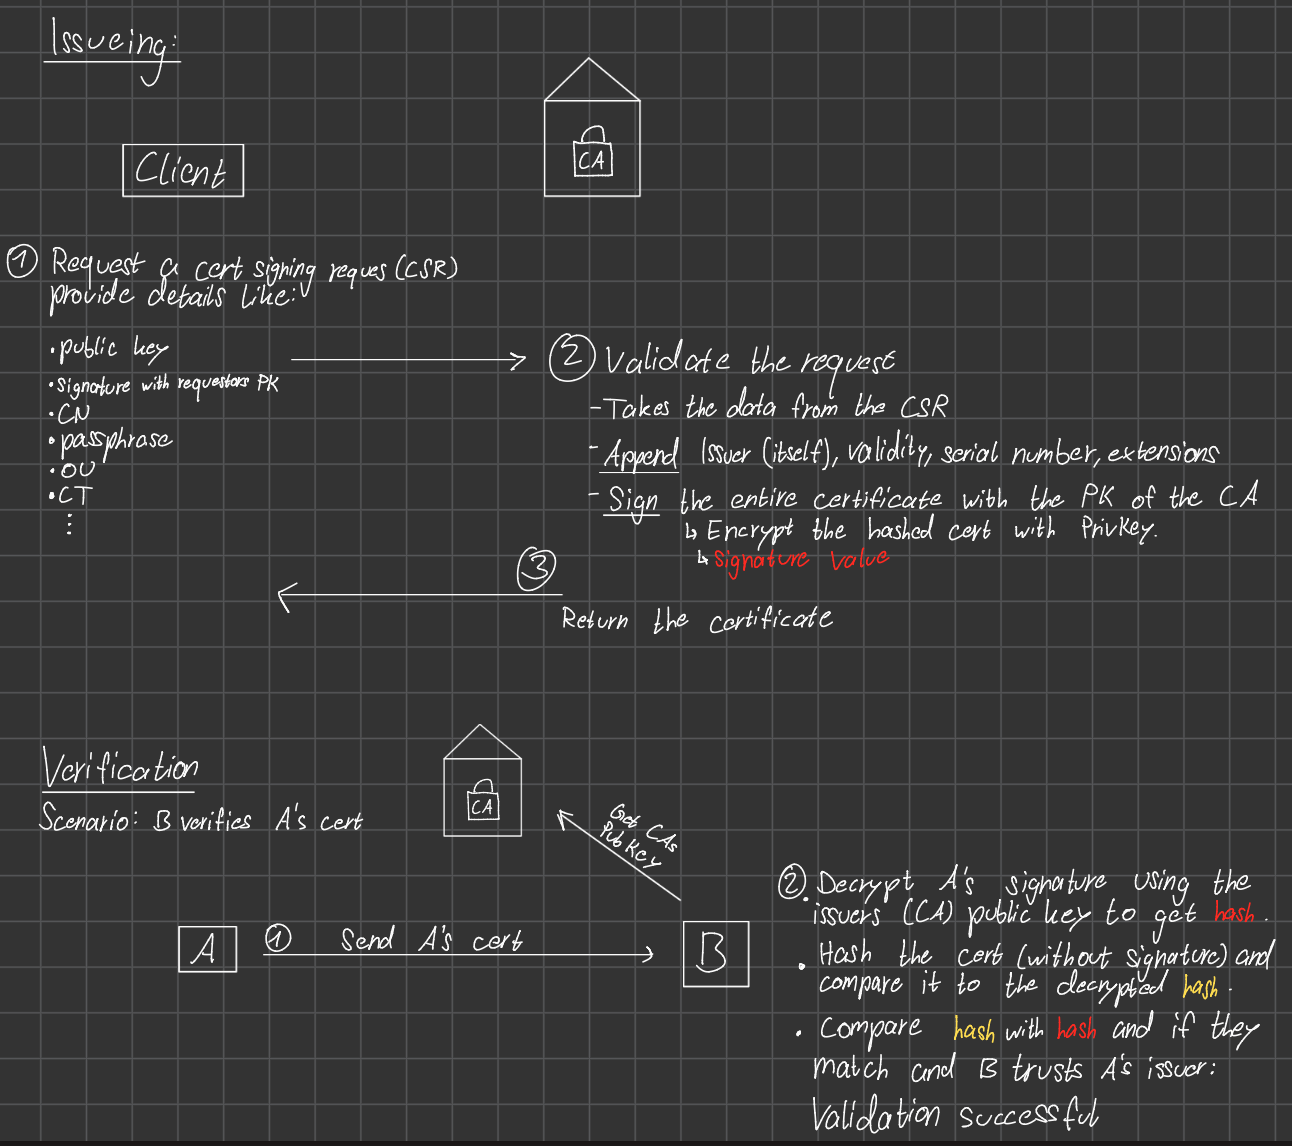 Issueing:
CA
Client
① Request a cert signing reques (CSR)
provide details like:
• public key
• Signature with requestors PK
• CN
• passphrase
• OU
• CT
⋮
② Validate the request
- Takes the data from the CSR
- Append Issuer (itself), validity, serial number, extensions
- Sign the entire certificate with the PK of the CA
↳ Encrypt the hashed cert with PrivKey.
↳ Signature value
③
Return the certificate
Verification
Scenario: B verifies A's cert
CA
Get CAs
PubKey
A
① Send A's cert
B
②
• Decrypt A's signature using the
issuers (CA) public key to get hash.
• Hash the cert (without signature) and
compare it to the decrypted hash.
• Compare hash with hash and if they
match and B trusts A's issuer:
Validation successful